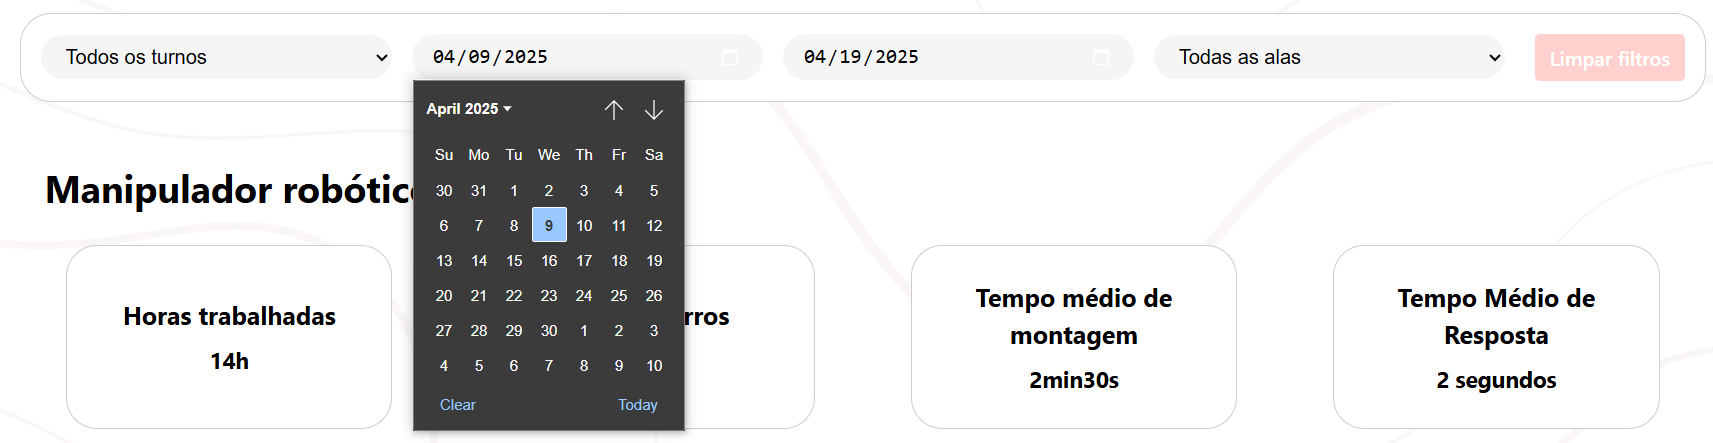 Todos os turnos
04/09/2025
04/19/2025
Todas as alas
Limpar filtros
April 2025
Su Mo Tu We Th Fr Sa
30 31 1 2 3 4 5
6 7 8 9 10 11 12
13 14 15 16 17 18 19
20 21 22 23 24 25 26
27 28 29 30 1 2 3
4 5 6 7 8 9 10
Clear Today
Manipulador robótic
Horas trabalhadas
14h
rros
Tempo médio de
montagem
2min30s
Tempo Médio de
Resposta
2 segundos